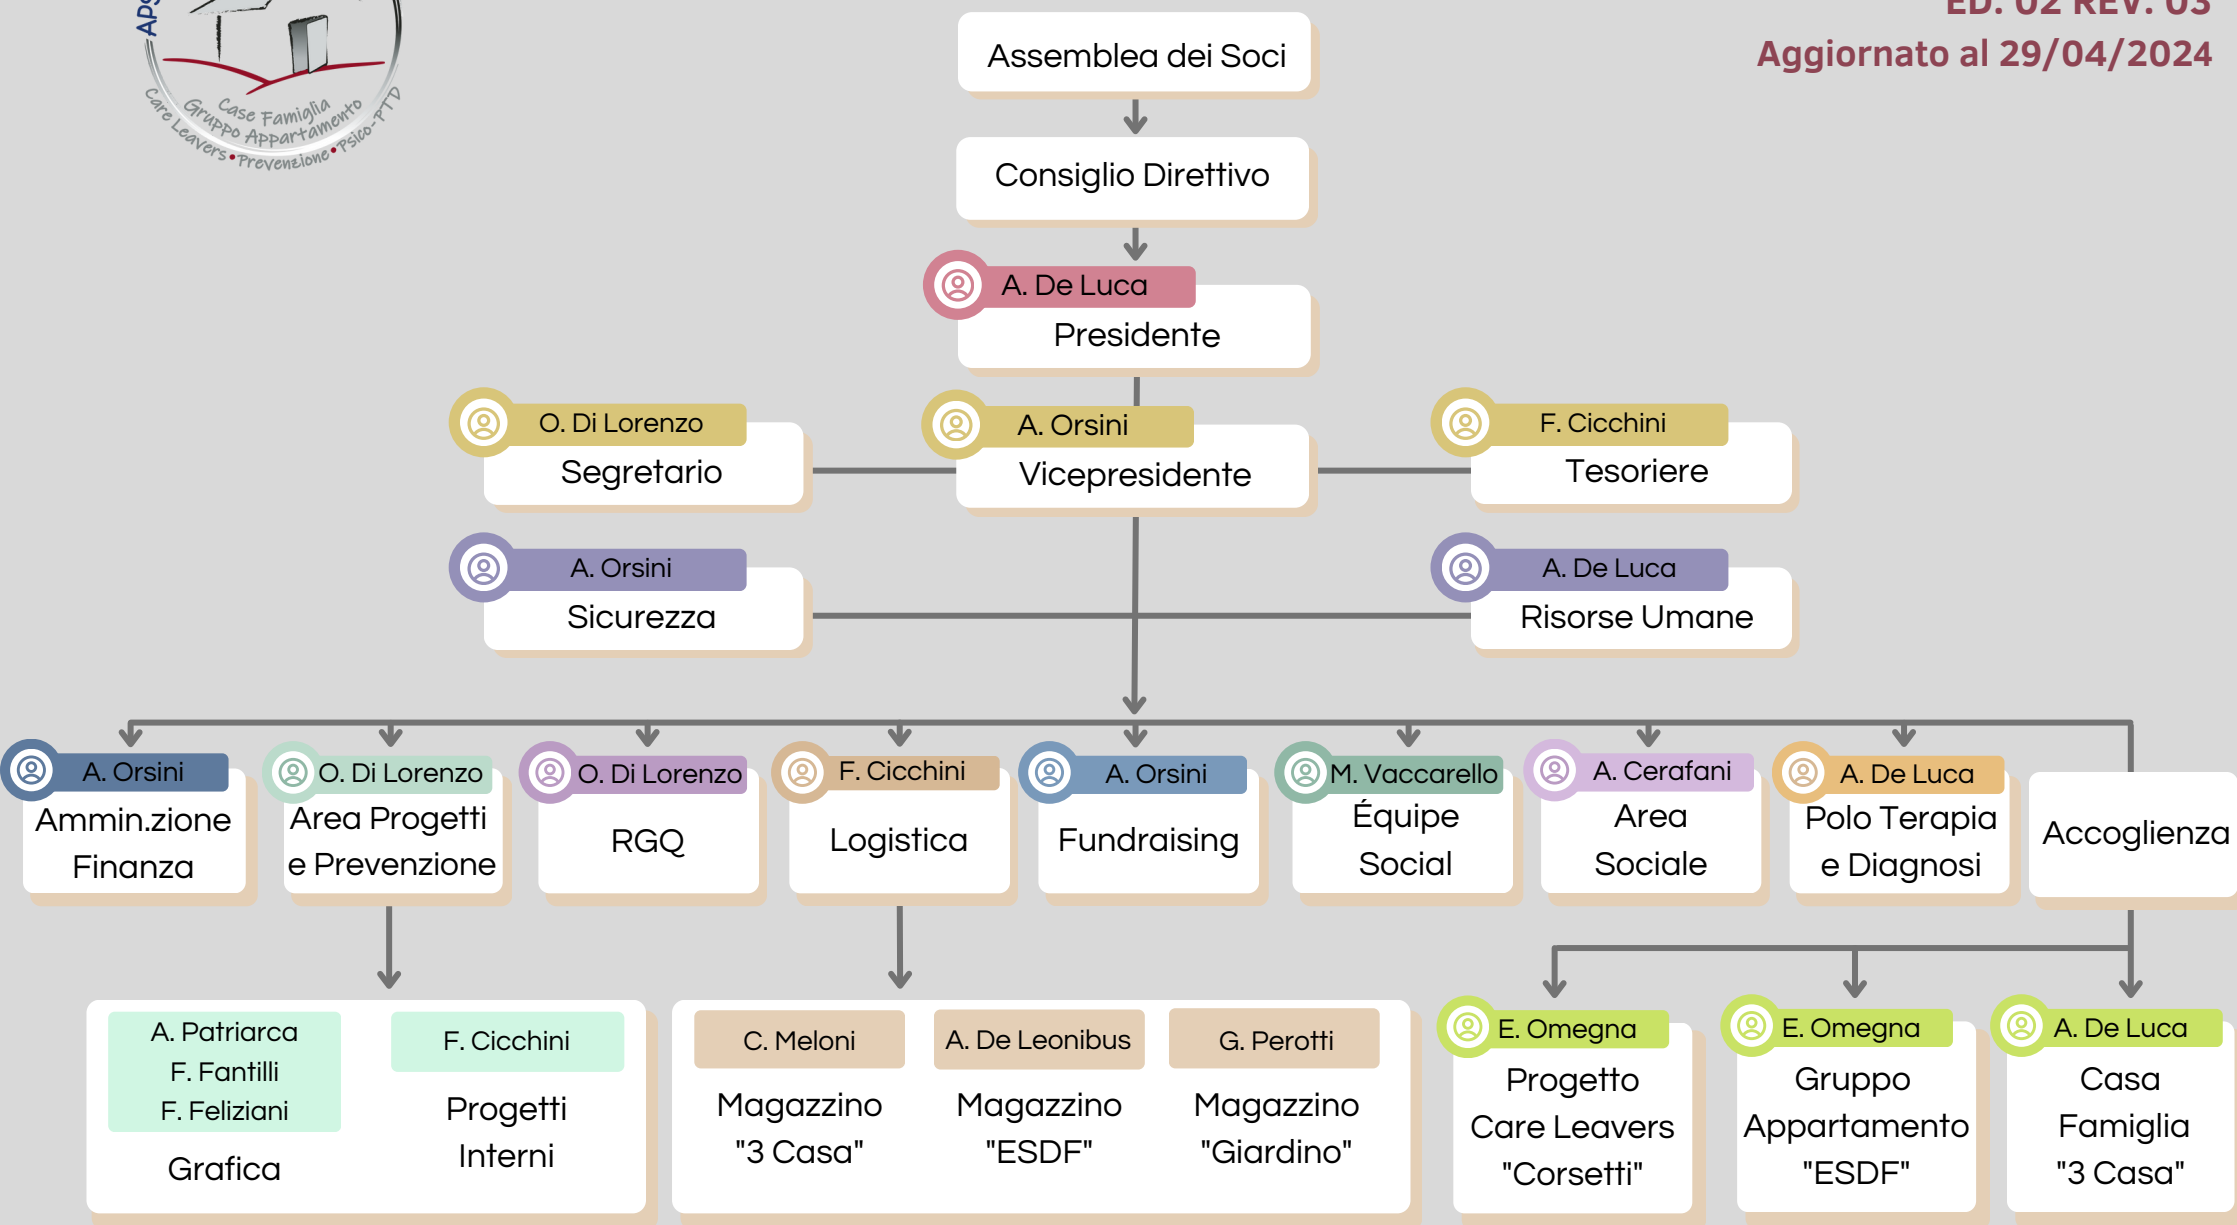 APS
Case Famiglia
Gruppo Appartamento
Care Leavers • Prevenzione • Psico-PTD
ED. 02 REV. 03
Aggiornato al 29/04/2024
Assemblea dei Soci
Consiglio Direttivo
A. De Luca
Presidente
O. Di Lorenzo
Segretario
A. Orsini
Vicepresidente
F. Cicchini
Tesoriere
A. Orsini
Sicurezza
A. De Luca
Risorse Umane
A. Orsini
Ammin.zione
Finanza
O. Di Lorenzo
Area Progetti
e Prevenzione
O. Di Lorenzo
RGQ
F. Cicchini
Logistica
A. Orsini
Fundraising
M. Vaccarello
Équipe
Social
A. Cerafani
Area
Sociale
A. De Luca
Polo Terapia
e Diagnosi
Accoglienza
A. Patriarca
F. Fantilli
F. Feliziani
Grafica
F. Cicchini
Progetti
Interni
C. Meloni
Magazzino
"3 Casa"
A. De Leonibus
Magazzino
"ESDF"
G. Perotti
Magazzino
"Giardino"
E. Omegna
Progetto
Care Leavers
"Corsetti"
E. Omegna
Gruppo
Appartamento
"ESDF"
A. De Luca
Casa
Famiglia
"3 Casa"